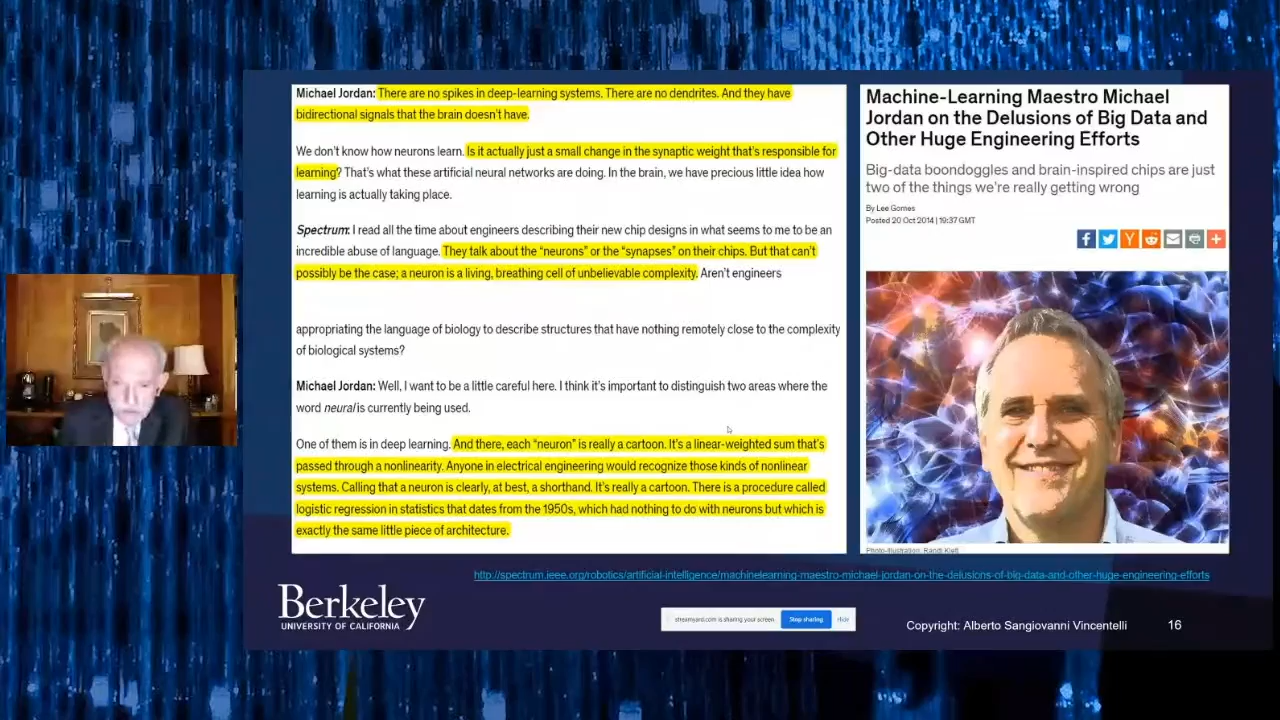 Michael Jordan: There are no spikes in deep-learning systems. There are no dendrites. And they have
bidirectional signals that the brain doesn't have.
We don't know how neurons learn. Is it actually just a small change in the synaptic weight that's responsible for
learning? That's what these artificial neural networks are doing. In the brain, we have precious little idea how
learning is actually taking place.
Spectrum: I read all the time about engineers describing their new chip designs in what seems to me to be an
incredible abuse of language. They talk about the “neurons” or the “synapses” on their chips. But that can't
possibly be the case; a neuron is a living, breathing cell of unbelievable complexity. Aren't engineers
appropriating the language of biology to describe structures that have nothing remotely close to the complexity
of biological systems?
Michael Jordan: Well, I want to be a little careful here. I think it's important to distinguish two areas where the
word neural is currently being used.
One of them is in deep learning. And there, each “neuron” is really a cartoon. It's a linear-weighted sum that's
passed through a nonlinearity. Anyone in electrical engineering would recognize those kinds of nonlinear
systems. Calling that a neuron is clearly, at best, a shorthand. It's really a cartoon. There is a procedure called
logistic regression in statistics that dates from the 1950s, which had nothing to do with neurons but which is
exactly the same little piece of architecture.
Machine-Learning Maestro Michael
Jordan on the Delusions of Big Data and
Other Huge Engineering Efforts
Big-data boondoggles and brain-inspired chips are just
two of the things we're really getting wrong
By Lee Gomes
Posted 20 Oct 2014 | 19:37 GMT
Photo-Illustration: Randi Klett
http://spectrum.ieee.org/robotics/artificial-intelligence/machinelearning-maestro-michael-jordan-on-the-delusions-of-big-data-and-other-huge-engineering-efforts
Berkeley
UNIVERSITY OF CALIFORNIA
streamyard.com is sharing your screen.
Stop sharing
Hide
Copyright: Alberto Sangiovanni Vincentelli
16